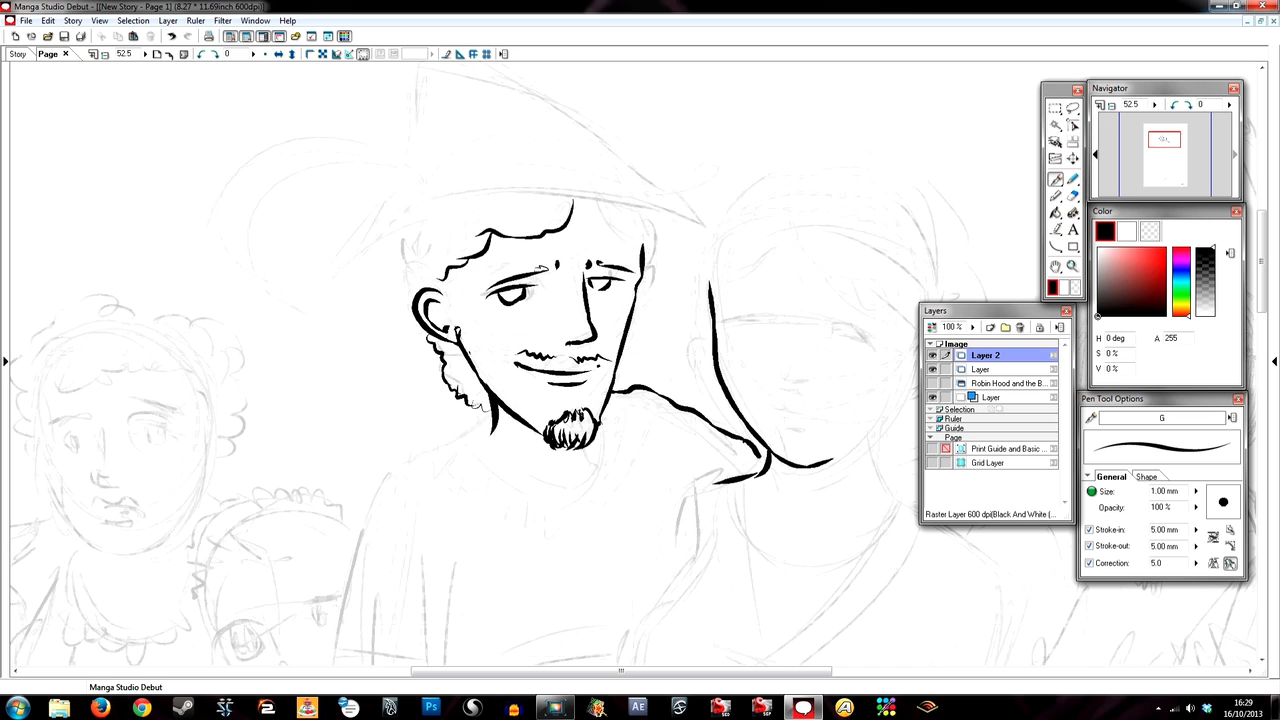 Manga Studio Debut - [[New Story - Page 1] (8.27 * 11.69inch 600dpi)]
File Edit Story View Selection Layer Ruler Filter Window Help
Story Page 52.5 0
Navigator
52.5 0
Color
H 0 deg A 255
S 0 %
V 0 %
Layers
100 %
Image
Layer 2
Layer
Robin Hood and the B...
Layer
Selection
Ruler
Guide
Page
Print Guide and Basic ...
Grid Layer
Raster Layer 600 dpi(Black And White (...
Pen Tool Options
G
General Shape
Size: 1.00 mm
Opacity: 100 %
Stroke-in: 5.00 mm
Stroke-out: 5.00 mm
Correction: 5.0
Manga Studio Debut
Ps Ae
16:29
16/10/2013